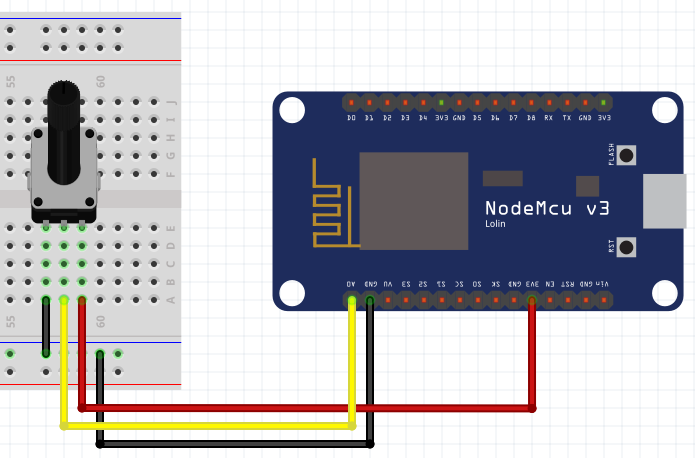 55
60
J
I
H
G
F
E
D
C
B
A
55
60
D0 D1 D2 D3 D4 3V3 GND D5 D6 D7 D8 RX TX GND 3V3
FLASH
NodeMcu v3
Lolin
RST
A0 GND VU S3 S2 S1 SC S0 SK GND 3V3 EN RST GND Vin